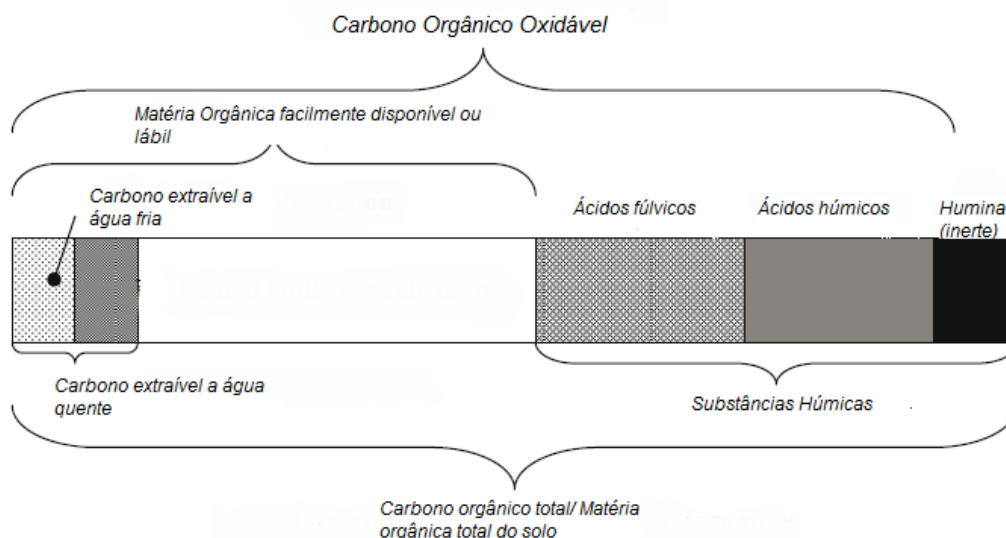 Carbono Orgânico Oxidável
Matéria Orgânica facilmente disponível ou
lábil
Carbono extraível a
água fria
Ácidos fúlvicos
Ácidos húmicos
Humina
(inerte)
Carbono extraível a água
quente
Substâncias Húmicas
Carbono orgânico total/ Matéria
orgânica total do solo